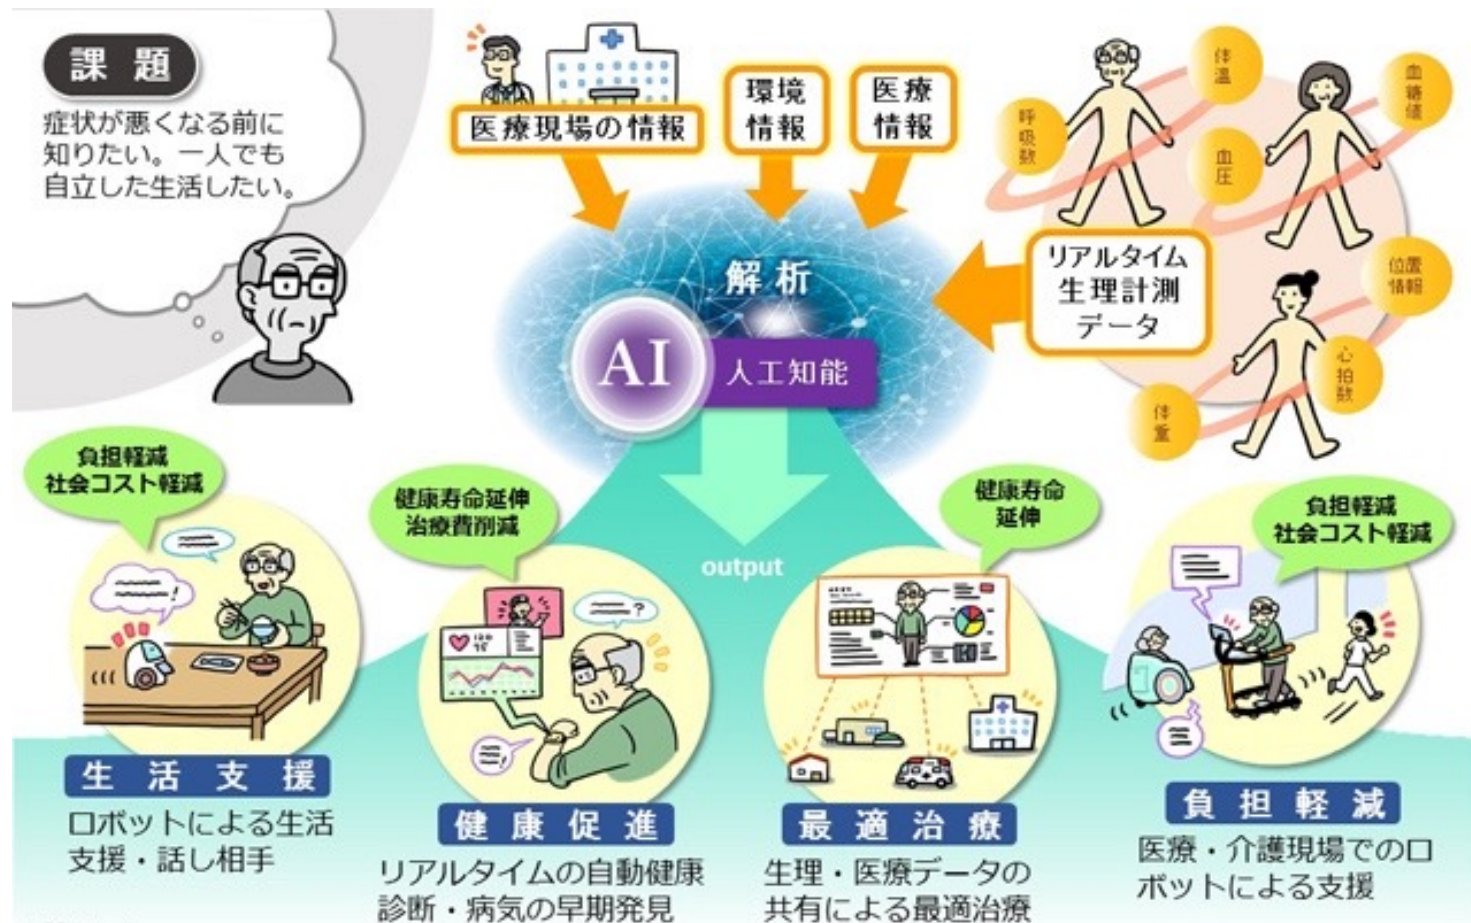 課題
症状が悪くなる前に
知りたい。一人でも
自立した生活したい。
医療現場の情報
環境
情報
医療
情報
体温
血糖値
呼吸数
血圧
リアルタイム
生理計測
データ
位置
情報
心拍数
体重
解析
AI
人工知能
output
負担軽減
社会コスト軽減
健康寿命延伸
治療費削減
健康寿命
延伸
負担軽減
社会コスト軽減
生活支援
ロボットによる生活
支援・話し相手
健康促進
リアルタイムの自動健康
診断・病気の早期発見
最適治療
生理・医療データの
共有による最適治療
負担軽減
医療・介護現場でのロ
ボットによる支援